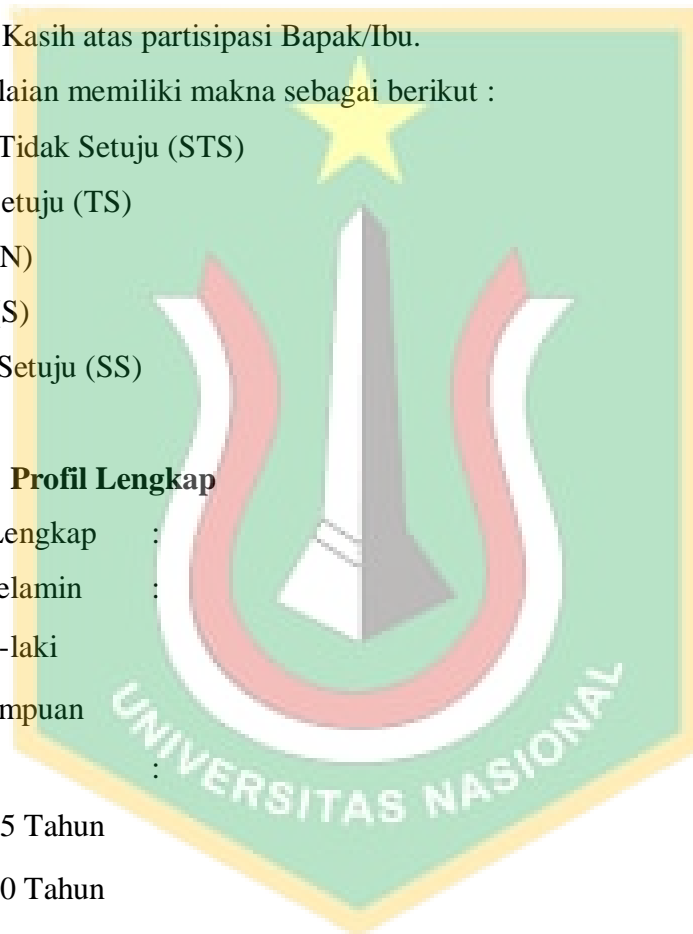 Kasih atas partisipasi Bapak/Ibu.
laian memiliki makna sebagai berikut :
Tidak Setuju (STS)
etuju (TS)
N)
S)
Setuju (SS)
Profil Lengkap
Lengkap :
elamin :
-laki
mpuan
:
5 Tahun
0 Tahun
UNIVERSITAS NASIONAL